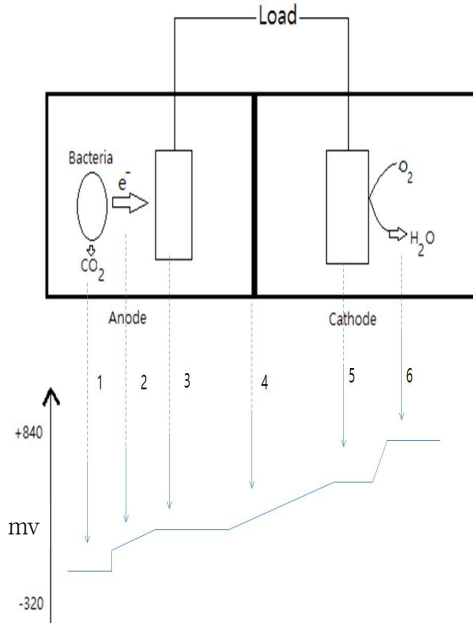 Load
Bacteria
e⁻
O₂
CO₂
H₂O
Anode
Cathode
1 2 3 4 5 6
+840
mv
-320